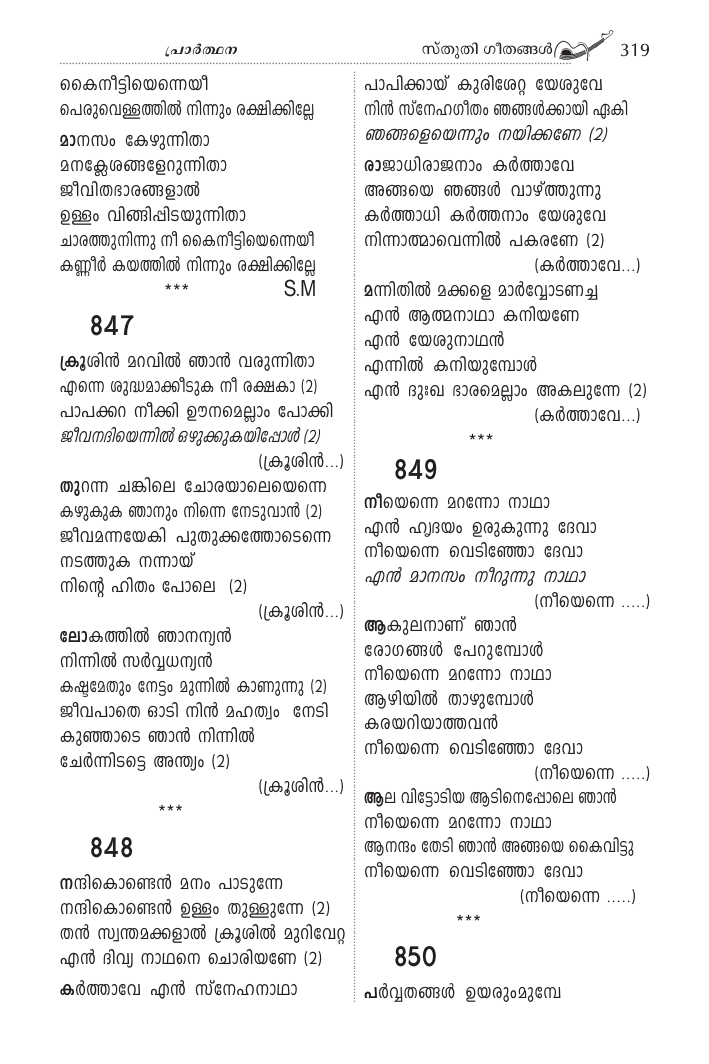 പ്രാർത്ഥന
സ്തുതി ഗീതങ്ങൾ 319
കൈനീട്ടിയെന്നെയീ
പെരുവെള്ളത്തിൽ നിന്നും രക്ഷിക്കില്ലേ
മാനസം കേഴുന്നിതാ
മനക്ലേശങ്ങളേറുന്നിതാ
ജീവിതഭാരങ്ങളാൽ
ഉള്ളം വിങ്ങിപ്പിടയുന്നിതാ
ചാരത്തുനിന്നു നീ കൈനീട്ടിയെന്നെയീ
കണ്ണീർ കയത്തിൽ നിന്നും രക്ഷിക്കില്ലേ
*** S.M
847
ക്രൂശിൻ മറവിൽ ഞാൻ വരുന്നിതാ
എന്നെ ശുദ്ധമാക്കീടുക നീ രക്ഷകാ (2)
പാപക്കറ നീക്കി ഊനമെല്ലാം പോക്കി
ജീവനദിയെന്നിൽ ഒഴുക്കുകയിപ്പോൾ (2)
(ക്രൂശിൻ...)
തുറന്ന ചങ്കിലെ ചോരയാലെയെന്നെ
കഴുകുക ഞാനും നിന്നെ നേടുവാൻ (2)
ജീവമന്നയേകി പുതുക്കത്തോടെന്നെ
നടത്തുക നന്നായ്
നിന്റെ ഹിതം പോലെ (2)
(ക്രൂശിൻ...)
ലോകത്തിൽ ഞാനന്യൻ
നിന്നിൽ സർവ്വധന്യൻ
കഷ്ടമേതും നേട്ടം മുന്നിൽ കാണുന്നു (2)
ജീവപാതെ ഓടി നിൻ മഹത്വം നേടി
കുഞ്ഞാടെ ഞാൻ നിന്നിൽ
ചേർന്നിടട്ടെ അന്ത്യം (2)
(ക്രൂശിൻ...)
***
848
നന്ദികൊണ്ടെൻ മനം പാടുന്നേ
നന്ദികൊണ്ടെൻ ഉള്ളം തുള്ളുന്നേ (2)
തൻ സ്വന്തമക്കളാൽ ക്രൂശിൽ മുറിവേറ്റ
എൻ ദിവ്യ നാഥനെ ചൊരിയണേ (2)
കർത്താവേ എൻ സ്നേഹനാഥാ
പാപിക്കായ് കുരിശേറ്റ യേശുവേ
നിൻ സ്നേഹഗീതം ഞങ്ങൾക്കായി ഏകി
ഞങ്ങളെയെന്നും നയിക്കണേ (2)
രാജാധിരാജനാം കർത്താവേ
അങ്ങയെ ഞങ്ങൾ വാഴ്ത്തുന്നു
കർത്താധി കർത്തനാം യേശുവേ
നിന്നാത്മാവെന്നിൽ പകരണേ (2)
(കർത്താവേ...)
മന്നിതിൽ മക്കളെ മാർവ്വോടണച്ച
എൻ ആത്മനാഥാ കനിയണേ
എൻ യേശുനാഥൻ
എന്നിൽ കനിയുമ്പോൾ
എൻ ദുഃഖ ഭാരമെല്ലാം അകലുന്നേ (2)
(കർത്താവേ...)
***
849
നീയെന്നെ മറന്നോ നാഥാ
എൻ ഹൃദയം ഉരുകുന്നു ദേവാ
നീയെന്നെ വെടിഞ്ഞോ ദേവാ
എൻ മാനസം നീറുന്നു നാഥാ
(നീയെന്നെ .....)
ആകുലനാണ് ഞാൻ
രോഗങ്ങൾ പേറുമ്പോൾ
നീയെന്നെ മറന്നോ നാഥാ
ആഴിയിൽ താഴുമ്പോൾ
കരയറിയാത്തവൻ
നീയെന്നെ വെടിഞ്ഞോ ദേവാ
(നീയെന്നെ .....)
ആല വിട്ടോടിയ ആടിനെപ്പോലെ ഞാൻ
നീയെന്നെ മറന്നോ നാഥാ
ആനന്ദം തേടി ഞാൻ അങ്ങയെ കൈവിട്ടു
നീയെന്നെ വെടിഞ്ഞോ ദേവാ
(നീയെന്നെ .....)
***
850
പർവ്വതങ്ങൾ ഉയരുംമുമ്പേ